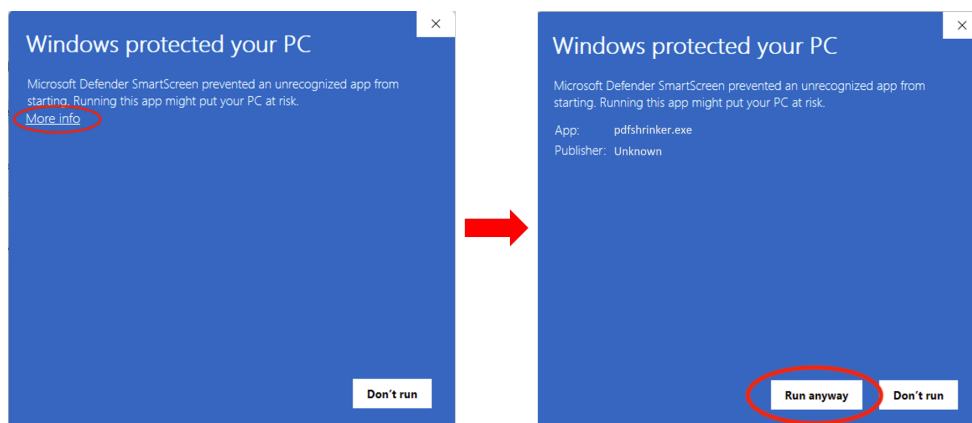 Windows protected your PC
Microsoft Defender SmartScreen prevented an unrecognized app from
starting. Running this app might put your PC at risk.
More info
Don't run
Windows protected your PC
Microsoft Defender SmartScreen prevented an unrecognized app from
starting. Running this app might put your PC at risk.
App: pdfshrinker.exe
Publisher: Unknown
Run anyway Don't run